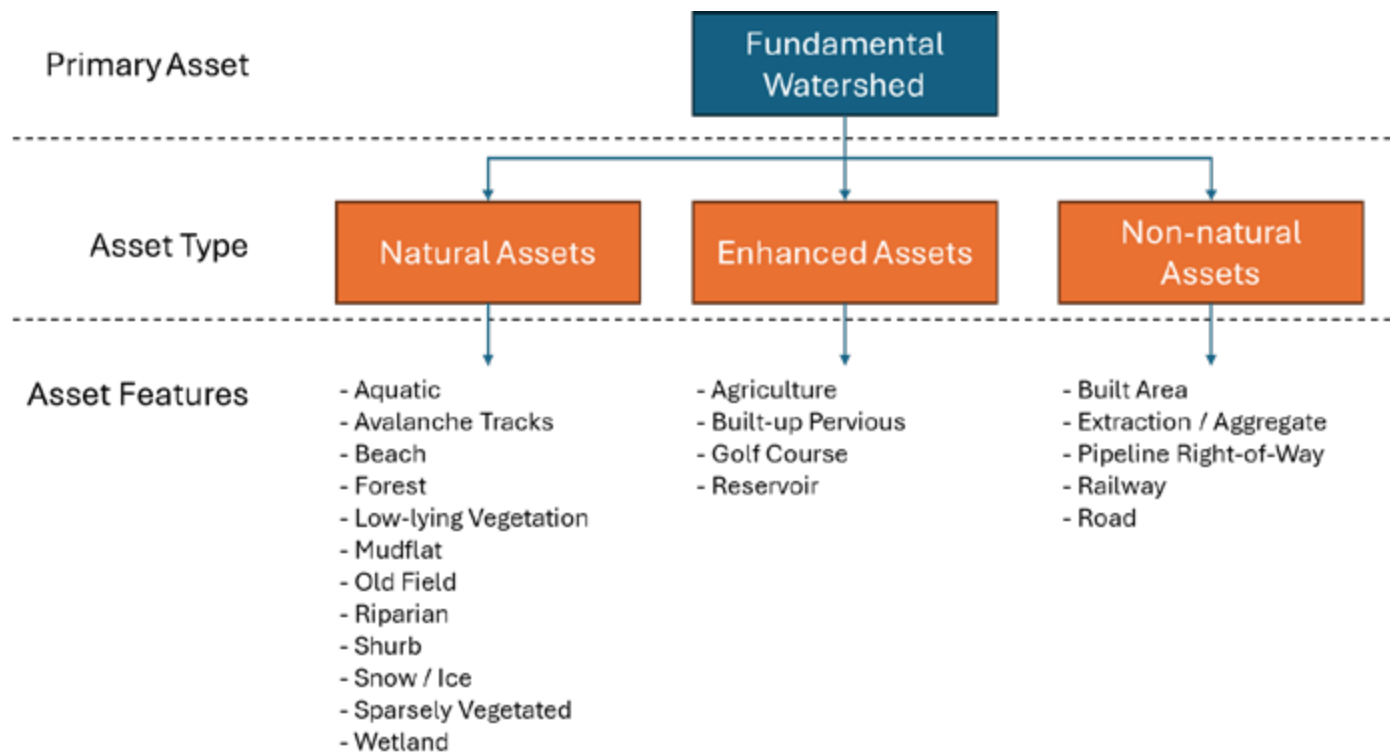 Primary Asset
Fundamental
Watershed
Asset Type
Natural Assets
Enhanced Assets
Non-natural
Assets
Asset Features
- Aquatic
- Avalanche Tracks
- Beach
- Forest
- Low-lying Vegetation
- Mudflat
- Old Field
- Riparian
- Shurb
- Snow / Ice
- Sparsely Vegetated
- Wetland
- Agriculture
- Built-up Pervious
- Golf Course
- Reservoir
- Built Area
- Extraction / Aggregate
- Pipeline Right-of-Way
- Railway
- Road